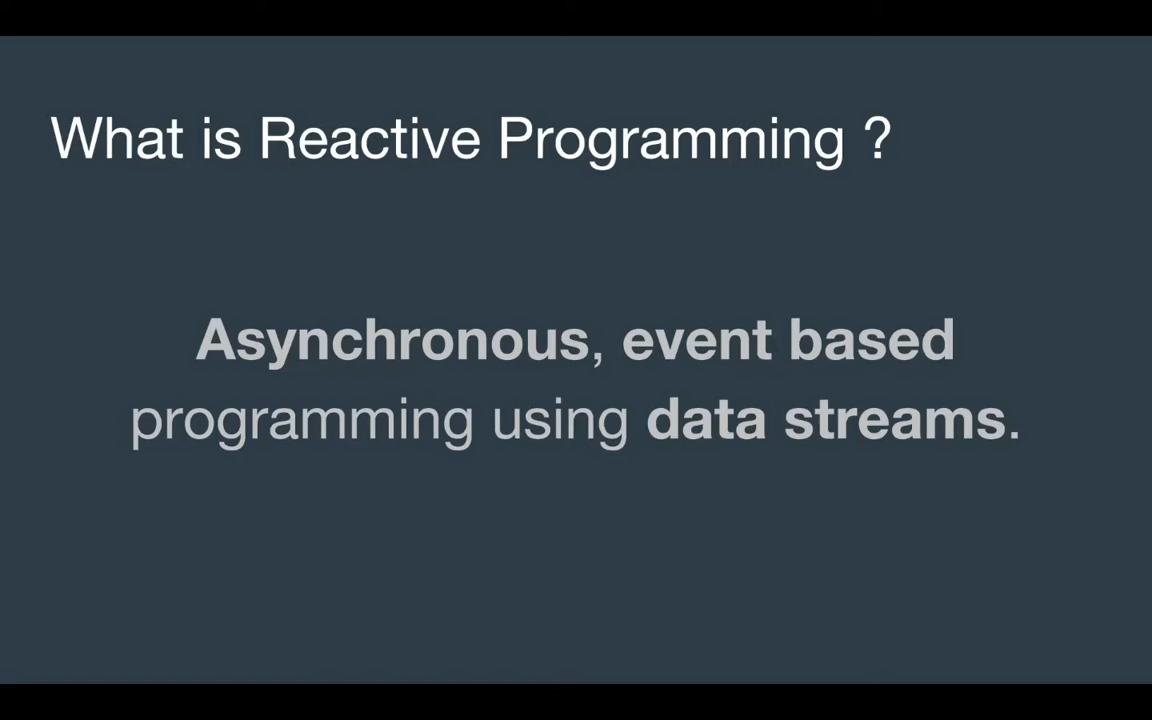 What is Reactive Programming ?
Asynchronous, event based
programming using data streams.